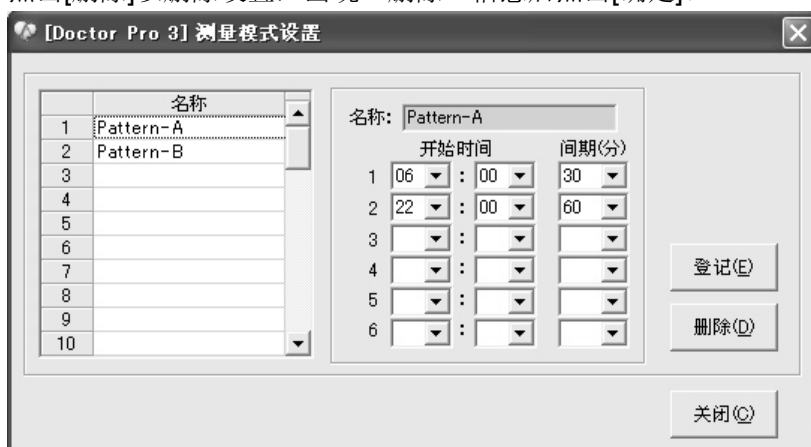 [Doctor Pro 3] 测量模式设置
名称
1 Pattern-A
2 Pattern-B
3
4
5
6
7
8
9
10
名称: Pattern-A
开始时间 间期(分)
1 06 : 00 30
2 22 : 00 60
3 :
4 :
5 :
6 :
登记(E)
删除(D)
关闭(C)